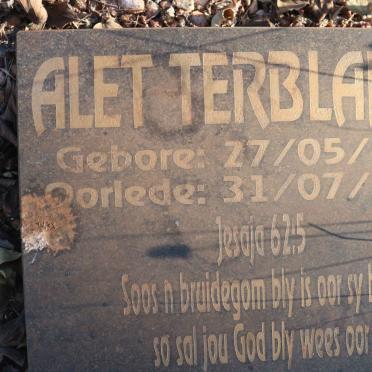 ALET TERBLA
Gebore: 27/05/
Oorlede: 31/07/
Jesaja 62:5
Soos n bruidegom bly is oor sy
so sal jou God bly wees oor